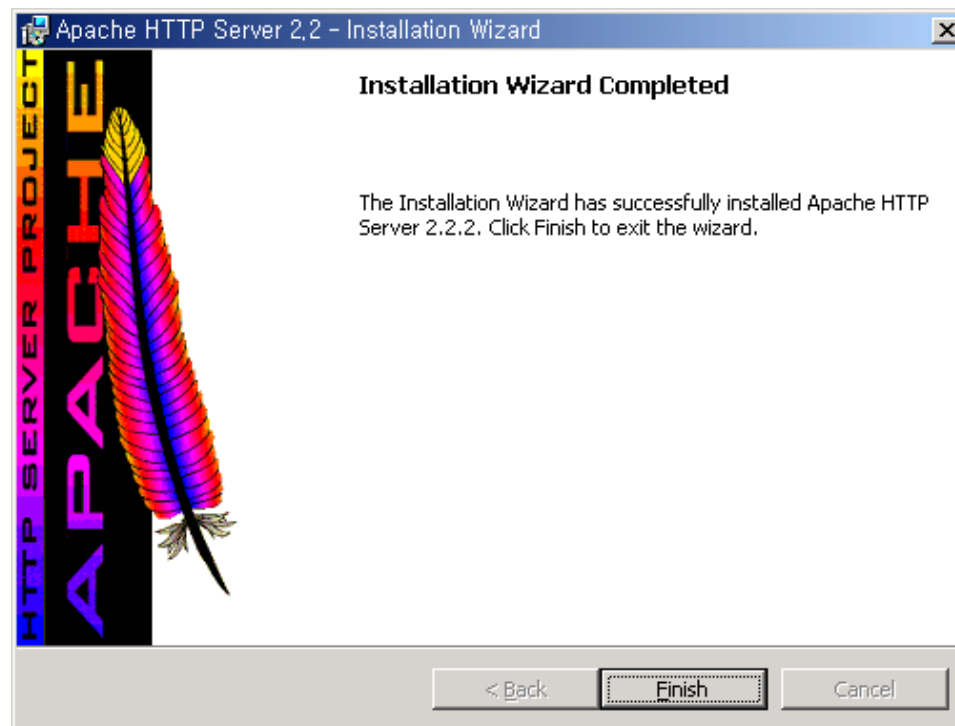 Apache HTTP Server 2,2 - Installation Wizard
HTTP SERVER PROJECT
APACHE
Installation Wizard Completed
The Installation Wizard has successfully installed Apache HTTP
Server 2.2.2. Click Finish to exit the wizard.
< Back
Finish
Cancel